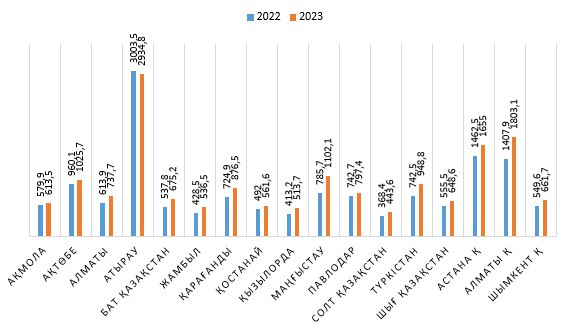 2022 2023
579,9 613,5
960,1 1025,7
613,9 737,7
3003,5 2934,8
537,8 675,2
428,5 536,5
724,9 876,5
492 561,6
413,2 513,7
785,7 1102,1
742,7 797,4
368,4 443,6
742,5 948,8
555,5 648,6
1462,5 1655
1407,9 1803,1
549,6 661,7
АҚМОЛА
АҚТӨБЕ
АЛМАТЫ
АТЫРАУ
БАТ ҚАЗАҚСТАН
ЖАМБЫЛ
ҚАРАҒАНДЫ
ҚОСТАНАЙ
ҚЫЗЫЛОРДА
МАҢҒЫСТАУ
ПАВЛОДАР
СОЛТ ҚАЗАҚСТАН
ТҮРКІСТАН
ШЫҒ ҚАЗАҚСТАН
АСТАНА Қ
АЛМАТЫ Қ
ШЫМКЕНТ Қ